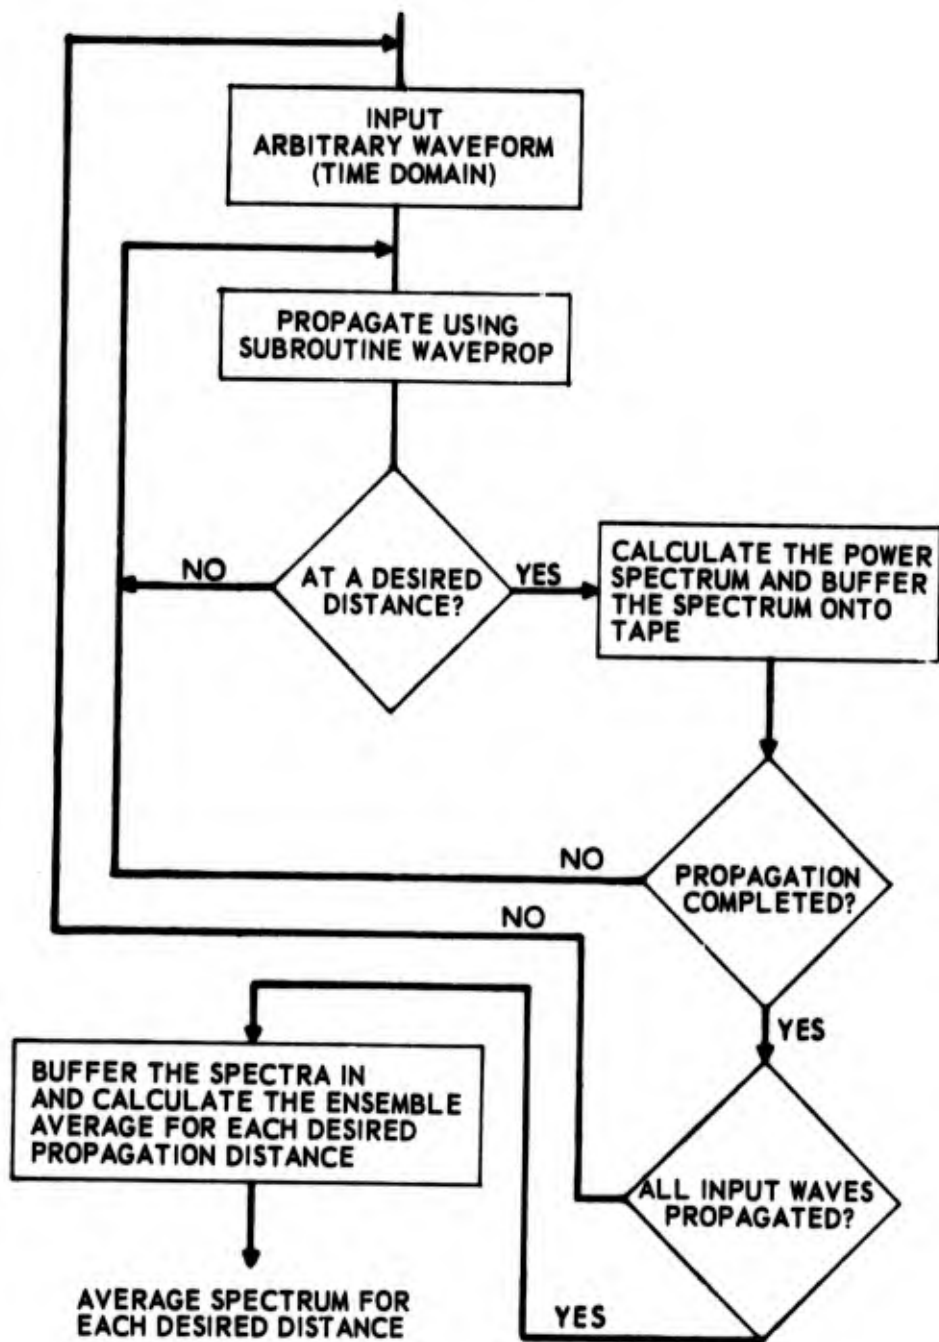 INPUT
ARBITRARY WAVEFORM
(TIME DOMAIN)
PROPAGATE USING
SUBROUTINE WAVEPROP
NO
AT A DESIRED
DISTANCE?
YES
CALCULATE THE POWER
SPECTRUM AND BUFFER
THE SPECTRUM ONTO
TAPE
NO
PROPAGATION
COMPLETED?
NO
YES
BUFFER THE SPECTRA IN
AND CALCULATE THE ENSEMBLE
AVERAGE FOR EACH DESIRED
PROPAGATION DISTANCE
ALL INPUT WAVES
PROPAGATED?
YES
AVERAGE SPECTRUM FOR
EACH DESIRED DISTANCE